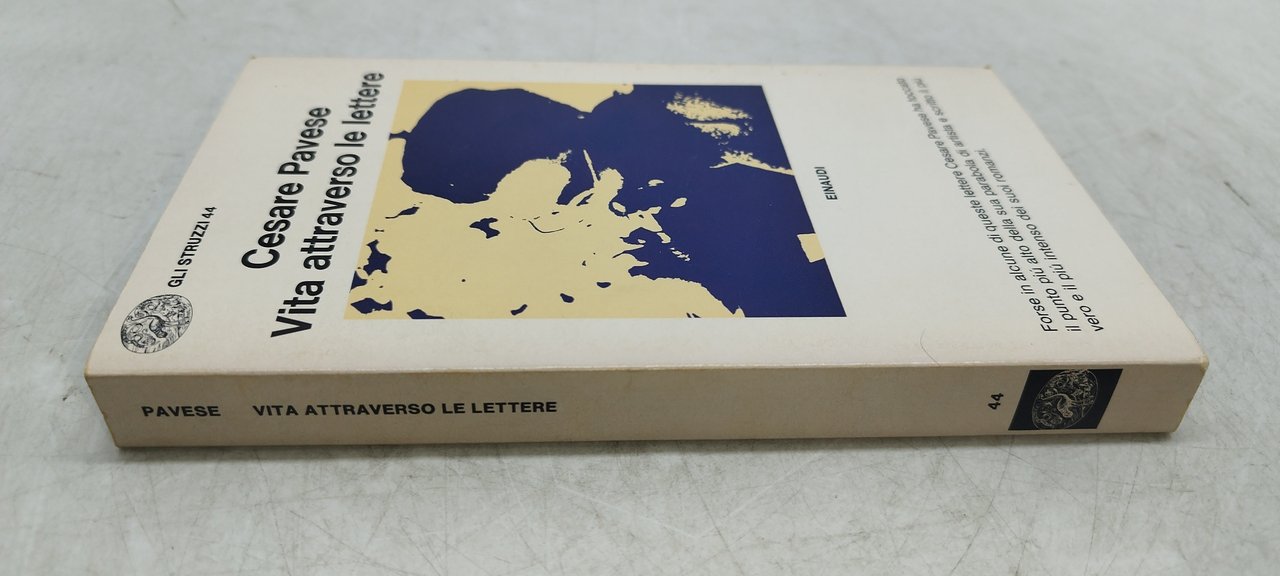 GLI STRUZZI 44
Cesare Pavese
Vita attraverso le lettere
EINAUDI
Forse in alcune di queste lettere Cesare Pavese ha toccato
il punto più alto della sua parabola di artista e scritto il più
vero e il più intenso dei suoi romanzi.
PAVESE VITA ATTRAVERSO LE LETTERE
44